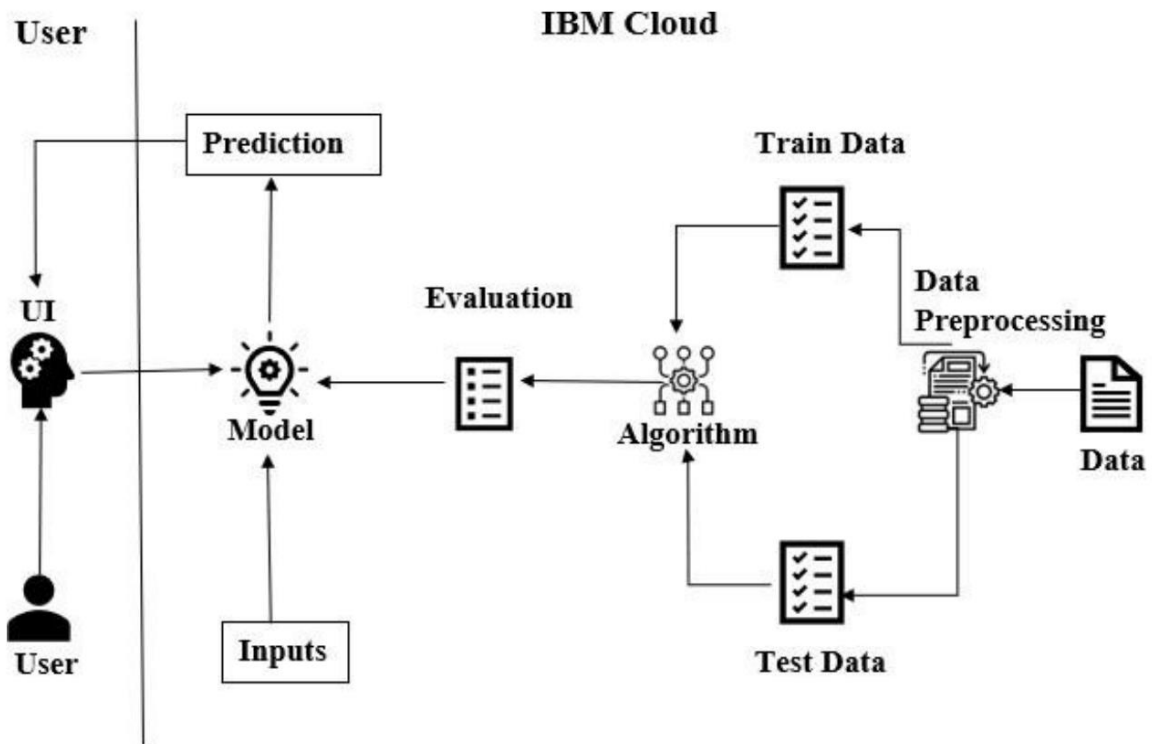 User
IBM Cloud
Prediction
Train Data
UI
Evaluation
Data
Preprocessing
Model
Algorithm
Data
User
Inputs
Test Data